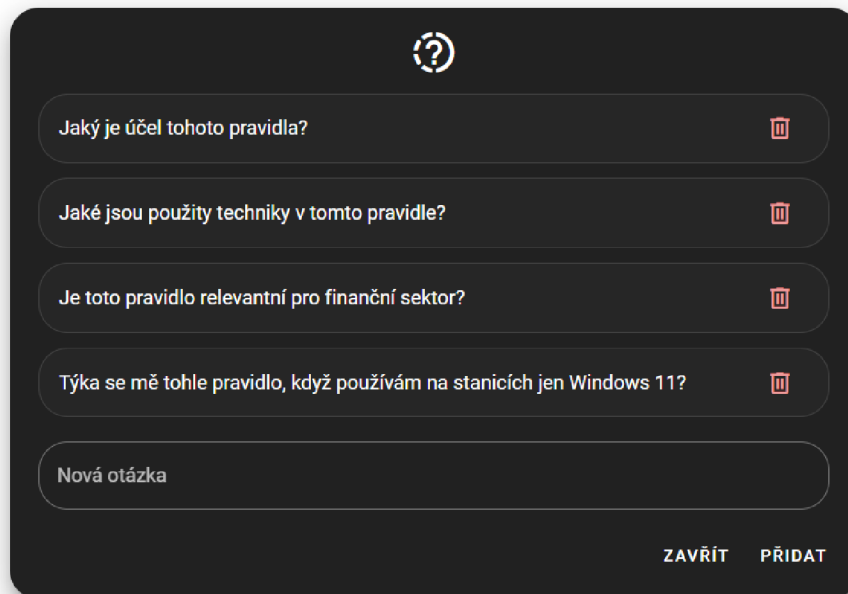 Jaký je účel tohoto pravidla?
Jaké jsou použity techniky v tomto pravidle?
Je toto pravidlo relevantní pro finanční sektor?
Týka se mě tohle pravidlo, když používám na stanicích jen Windows 11?
Nová otázka
ZAVŘÍT PŘIDAT